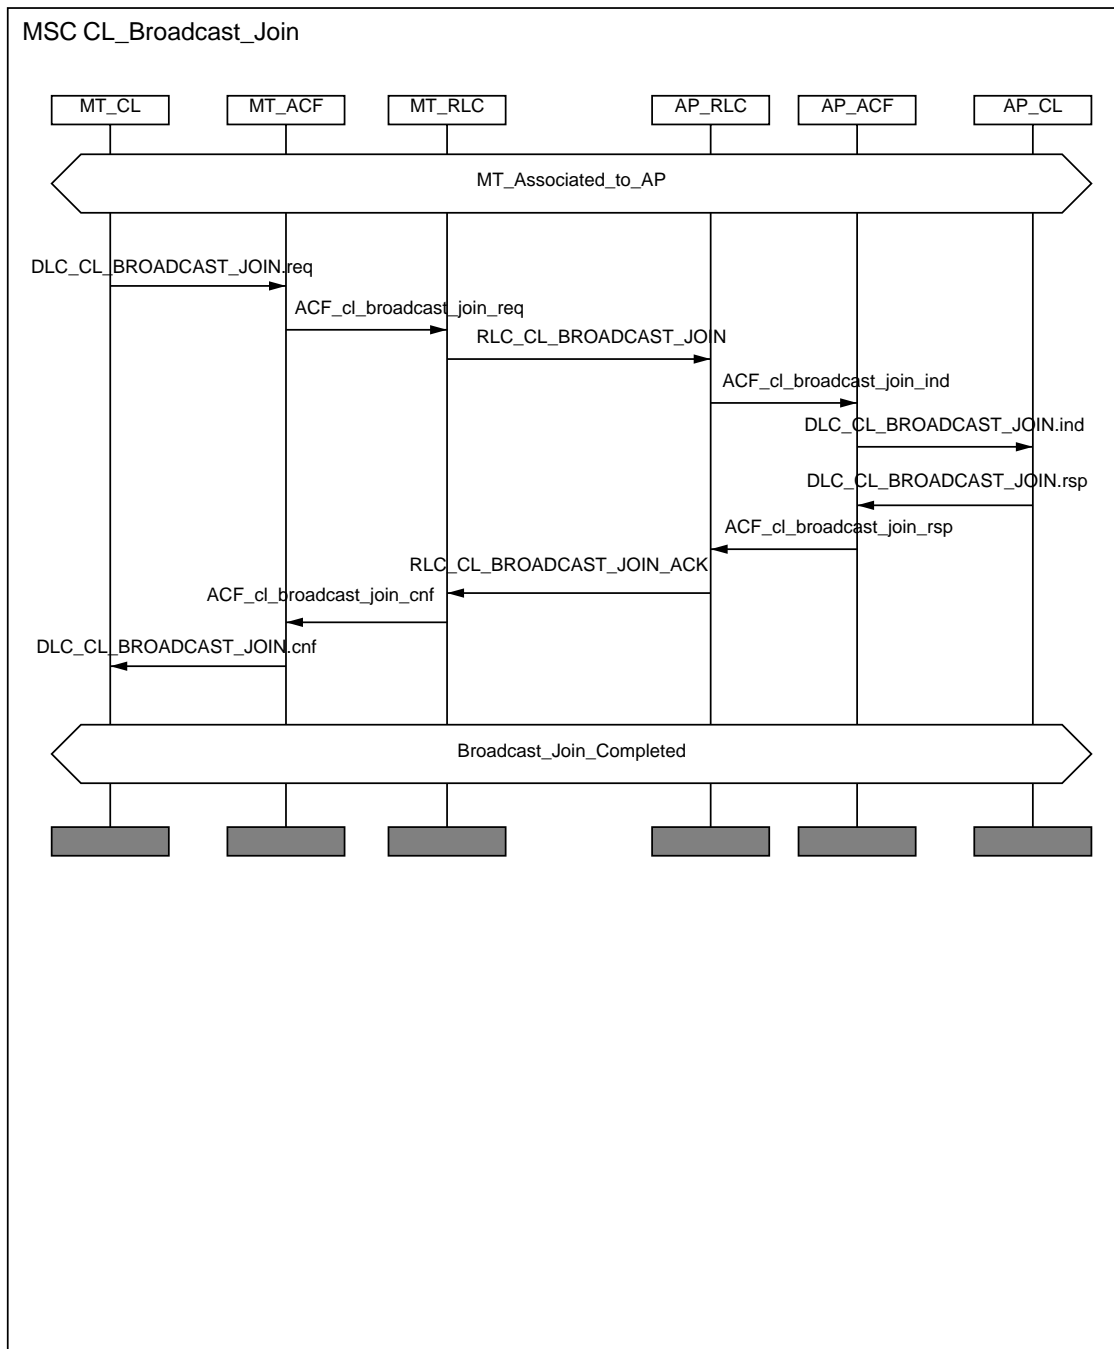 MSC CL_Broadcast_Join
MT_CL
MT_ACF
MT_RLC
AP_RLC
AP_ACF
AP_CL
MT_Associated_to_AP
DLC_CL_BROADCAST_JOIN.req
ACF_cl_broadcast_join_req
RLC_CL_BROADCAST_JOIN
ACF_cl_broadcast_join_ind
DLC_CL_BROADCAST_JOIN.ind
DLC_CL_BROADCAST_JOIN.rsp
ACF_cl_broadcast_join_rsp
RLC_CL_BROADCAST_JOIN_ACK
ACF_cl_broadcast_join_cnf
DLC_CL_BROADCAST_JOIN.cnf
Broadcast_Join_Completed